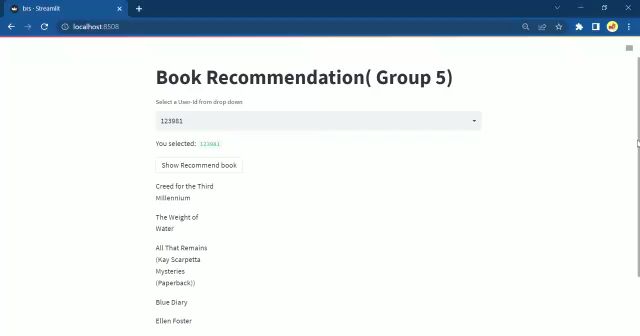 brs · Streamlit
localhost:8508
Book Recommendation( Group 5)
Select a User-Id from drop down
123981
You selected: 123981
Show Recommend book
Creed for the Third
Millennium
The Weight of
Water
All That Remains
(Kay Scarpetta
Mysteries
(Paperback))
Blue Diary
Ellen Foster